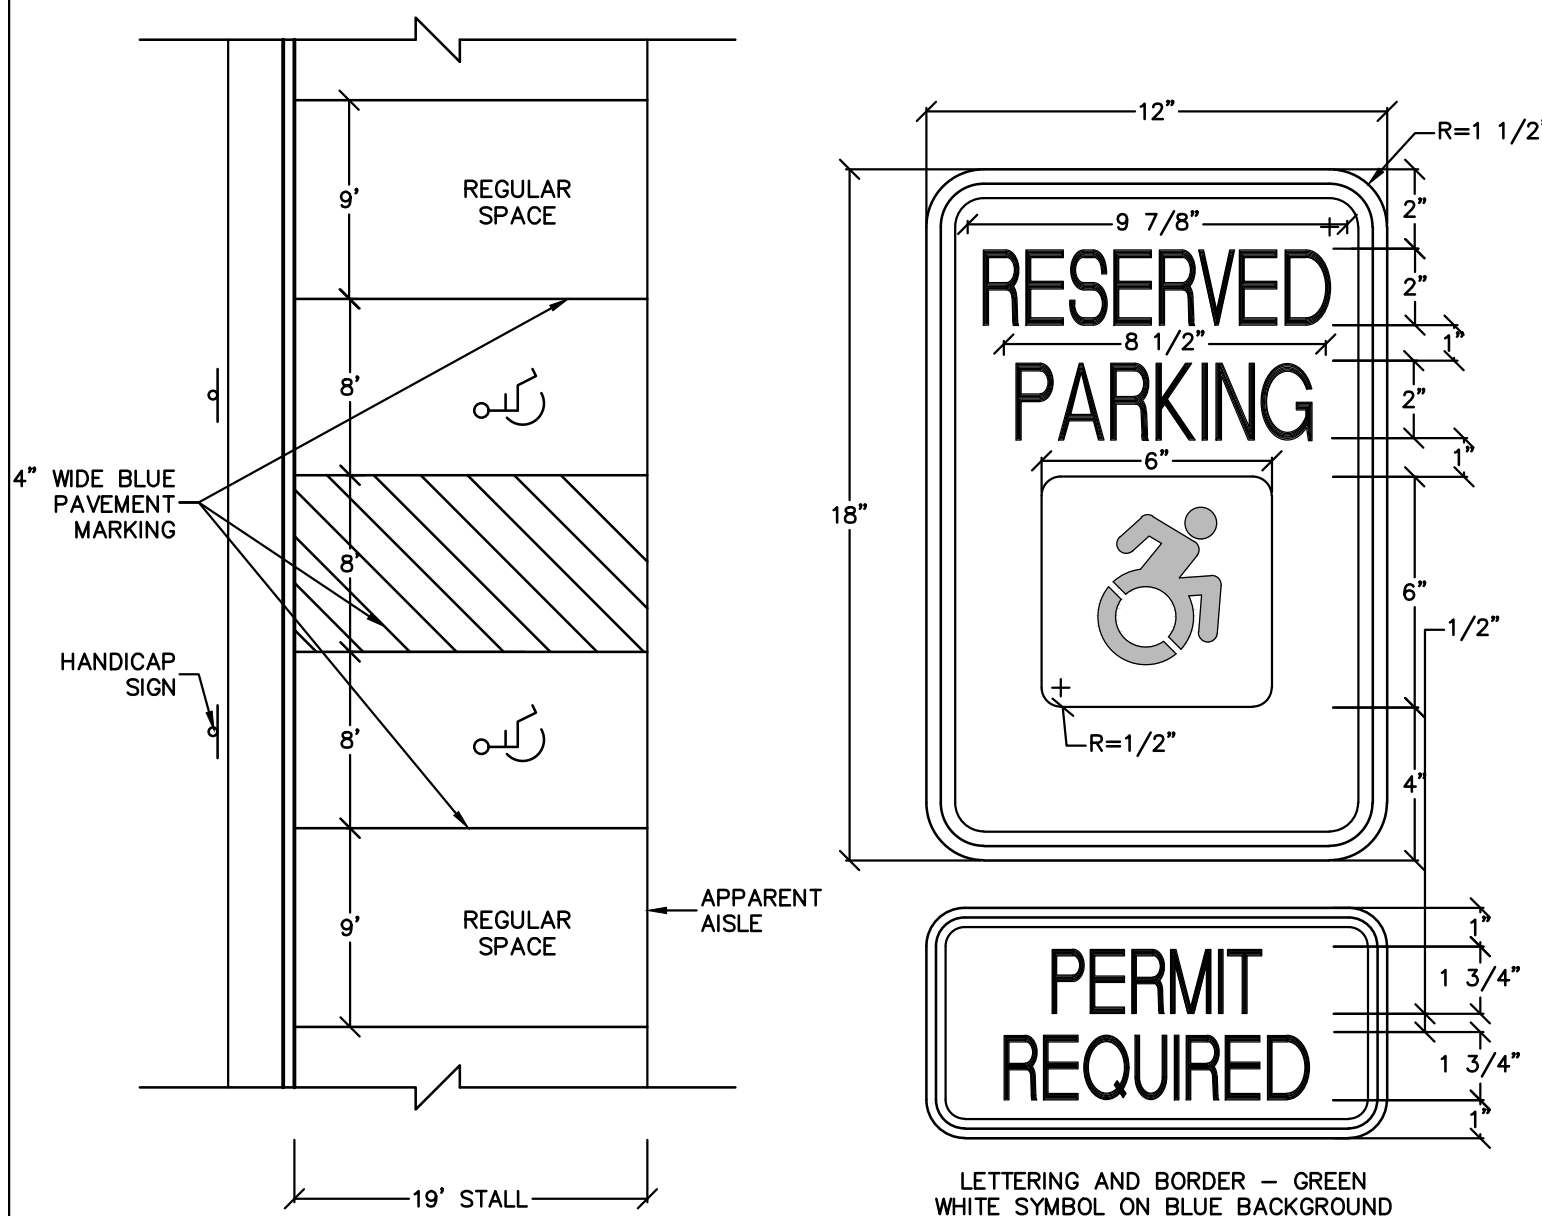 9'
REGULAR
SPACE
8'
4” WIDE BLUE
PAVEMENT
MARKING
8'
HANDICAP
SIGN
8'
9'
REGULAR
SPACE
APPARENT
AISLE
19' STALL
12”
R=1 1/2”
18”
9 7/8”
2”
RESERVED
2”
8 1/2”
1”
PARKING
2”
6”
1”
6”
1/2”
R=1/2”
4”
1”
PERMIT
1 3/4”
REQUIRED
1 3/4”
1”
LETTERING AND BORDER – GREEN
WHITE SYMBOL ON BLUE BACKGROUND